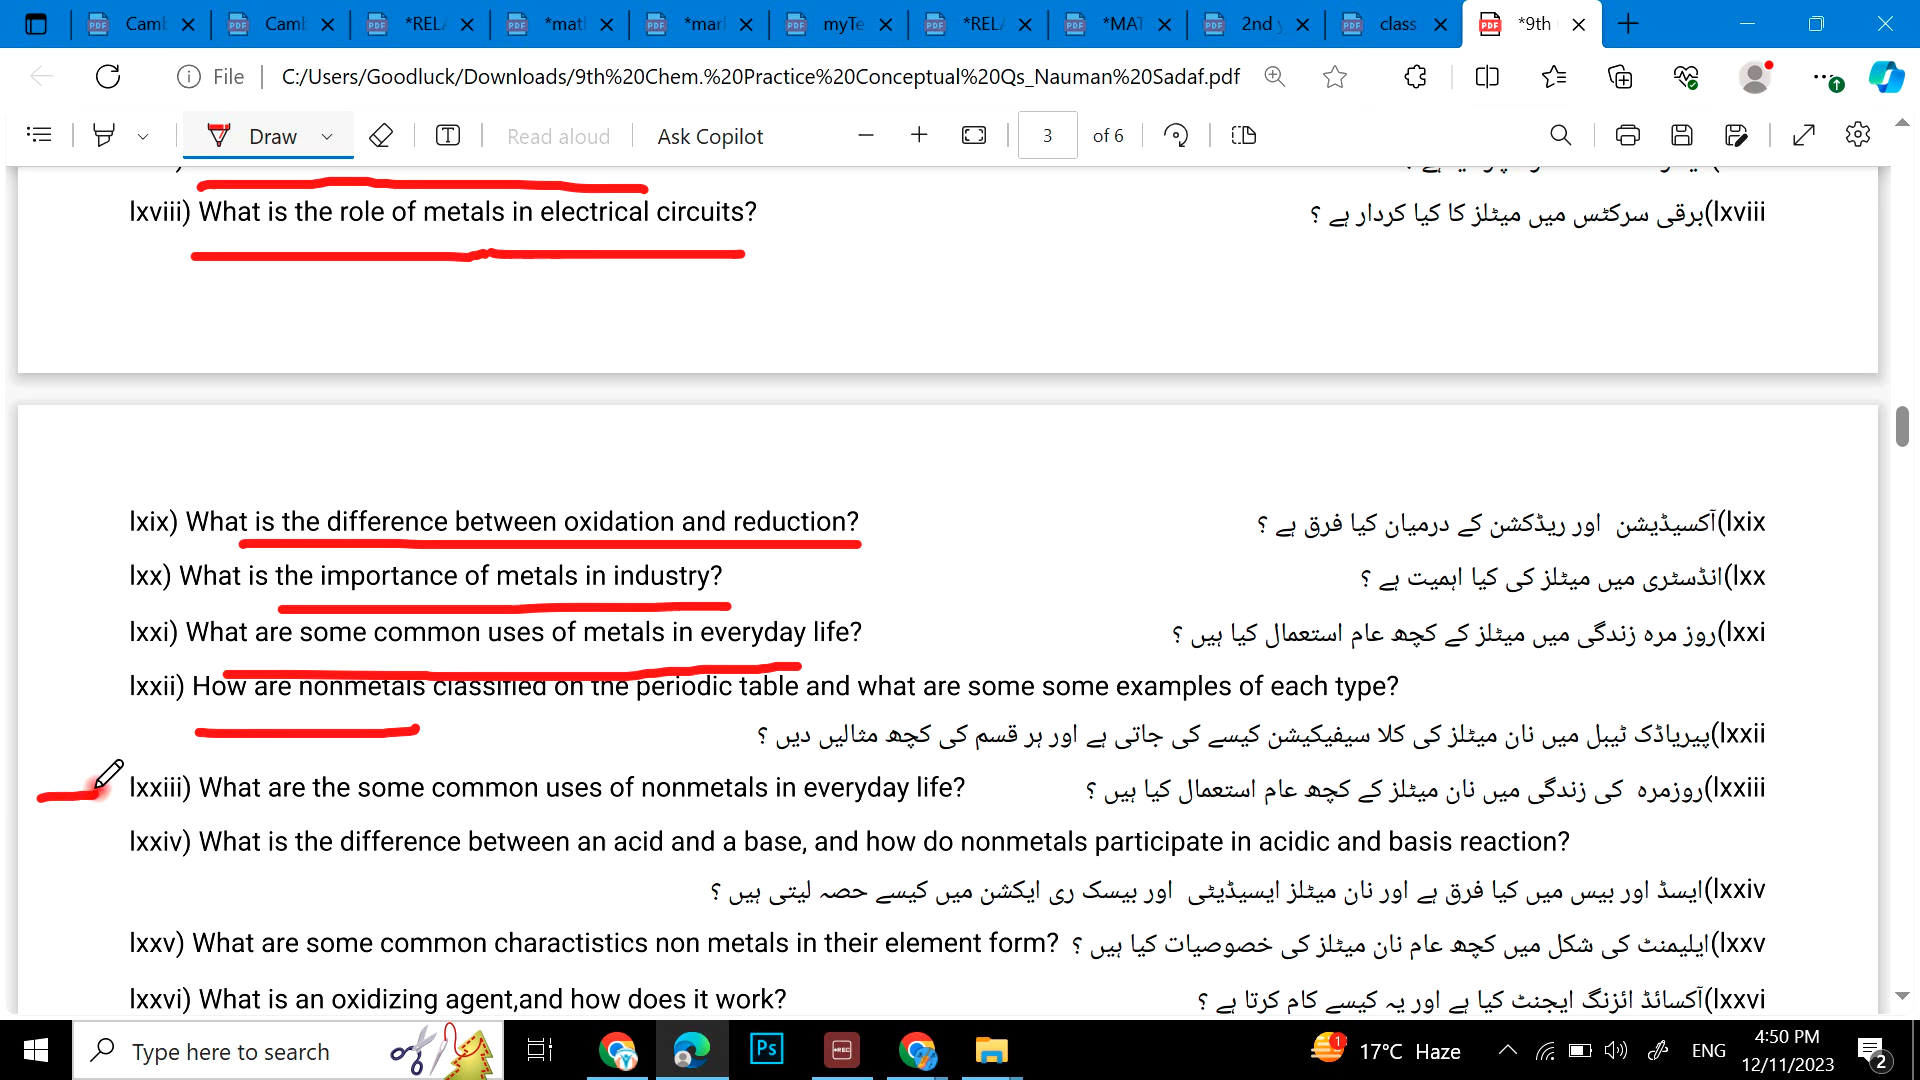 Camb
Camb
*REL
*math
*mar
myTe
*REL
*MAT
2nd y
class
*9th
File
C:/Users/Goodluck/Downloads/9th%20Chem.%20Practice%20Conceptual%20Qs_Nauman%20Sadaf.pdf
Draw
Read aloud
Ask Copilot
3
of 6
lxviii) What is the role of metals in electrical circuits?
lxviii)برقی سرکٹس میں میٹلز کا کیا کردار ہے ؟
lxix) What is the difference between oxidation and reduction?
lxix)آکسیڈیشن اور ریڈکشن کے درمیان کیا فرق ہے ؟
lxx) What is the importance of metals in industry?
lxx)انڈسٹری میں میٹلز کی کیا اہمیت ہے ؟
lxxi) What are some common uses of metals in everyday life?
lxxi)روز مرہ زندگی میں میٹلز کے کچھ عام استعمال کیا ہیں ؟
lxxii) How are nonmetals classified on the periodic table and what are some some examples of each type?
lxxii)پیریاڈک ٹیبل میں نان میٹلز کی کلا سیفیکیشن کیسے کی جاتی ہے اور ہر قسم کی کچھ مثالیں دیں ؟
lxxiii) What are the some common uses of nonmetals in everyday life?
lxxiii)روزمرہ کی زندگی میں نان میٹلز کے کچھ عام استعمال کیا ہیں ؟
lxxiv) What is the difference between an acid and a base, and how do nonmetals participate in acidic and basis reaction?
lxxiv)ایسڈ اور بیس میں کیا فرق ہے اور نان میٹلز ایسیڈیٹی اور بیسک ری ایکشن میں کیسے حصہ لیتی ہیں ؟
lxxv) What are some common charactistics non metals in their element form?
lxxv)ایلیمنٹ کی شکل میں کچھ عام نان میٹلز کی خصوصیات کیا ہیں ؟
lxxvi) What is an oxidizing agent,and how does it work?
lxxvi)آکسائڈ ائزنگ ایجنٹ کیا ہے اور یہ کیسے کام کرتا ہے ؟
Type here to search
Ps
REC
1
17°C Haze
ENG
4:50 PM
12/11/2023
2